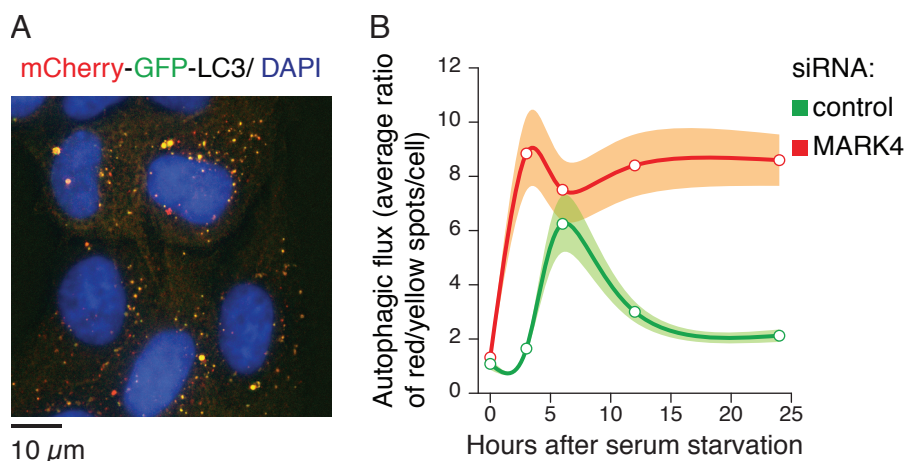 A
mCherry-GFP-LC3/ DAPI
10 µm
B
Autophagic flux (average ratio
of red/yellow spots/cell)
12
10
8
6
4
2
0
0 5 10 15 20 25
Hours after serum starvation
siRNA:
control
MARK4